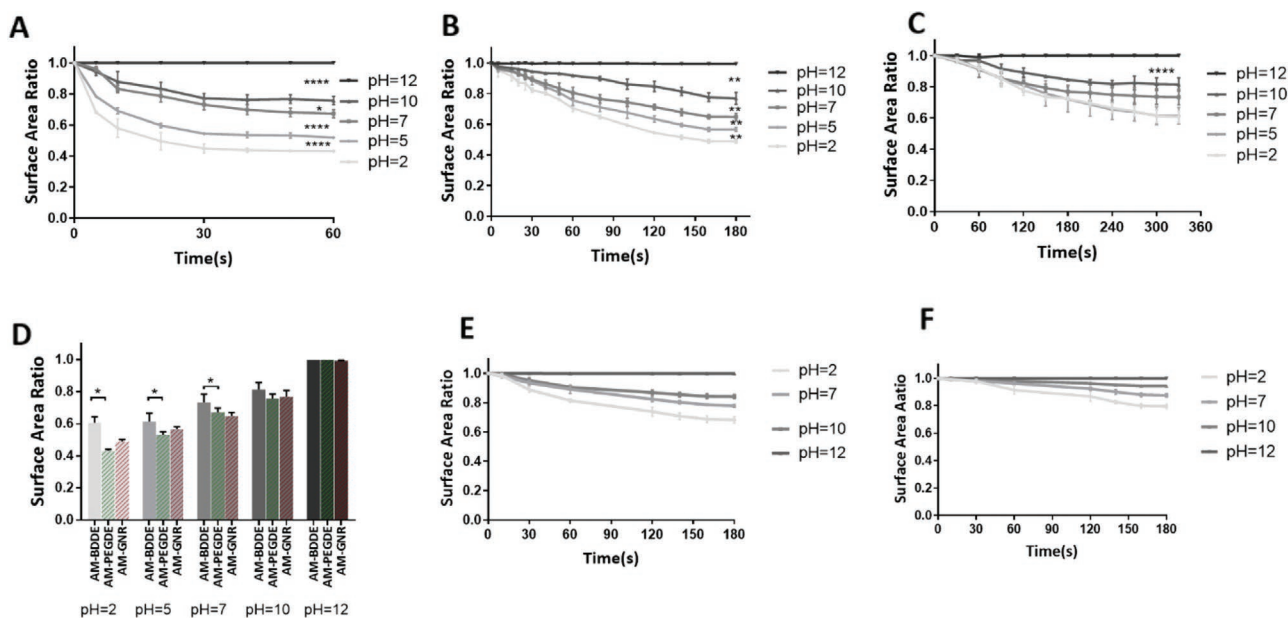 A
Surface Area Ratio
1.0
0.8
0.6
0.4
0.2
0.0
0
30
60
Time(s)
****
*
****
****
pH=12
pH=10
pH=7
pH=5
pH=2
B
Surface Area Ratio
1.0
0.8
0.6
0.4
0.2
0.0
0
30
60
90
120
150
180
Time(s)
**
**
**
**
pH=12
pH=10
pH=7
pH=5
pH=2
C
Surface Area Ratio
1.0
0.8
0.6
0.4
0.2
0.0
0
60
120
180
240
300
360
Time(s)
****
pH=12
pH=10
pH=7
pH=5
pH=2
D
Surface Area Ratio
1.0
0.8
0.6
0.4
0.2
0.0
*
*
*
AM-BDDE
AM-PEGDE
AM-GNR
AM-BDDE
AM-PEGDE
AM-GNR
AM-BDDE
AM-PEGDE
AM-GNR
AM-BDDE
AM-PEGDE
AM-GNR
AM-BDDE
AM-PEGDE
AM-GNR
pH=2
pH=5
pH=7
pH=10
pH=12
E
Surface Area Ratio
1.0
0.8
0.6
0.4
0.2
0.0
0
30
60
90
120
150
180
Time(s)
pH=2
pH=7
pH=10
pH=12
F
Surface Area Aatio
1.0
0.8
0.6
0.4
0.2
0.0
0
30
60
90
120
150
180
Time(s)
pH=2
pH=7
pH=10
pH=12